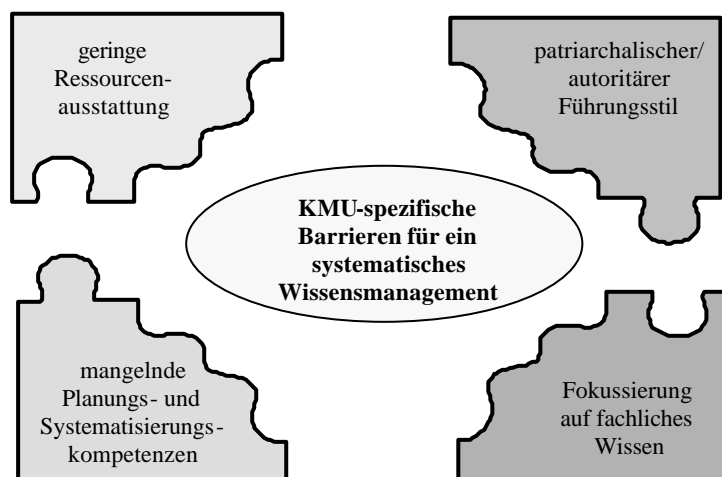 geringe
Ressourcen-
ausstattung
patriarchalischer/
autoritärer
Führungsstil
KMU-spezifische
Barrieren für ein
systematisches
Wissensmanagement
mangelnde
Planungs- und
Systematisierungs-
kompetenzen
Fokussierung
auf fachliches
Wissen